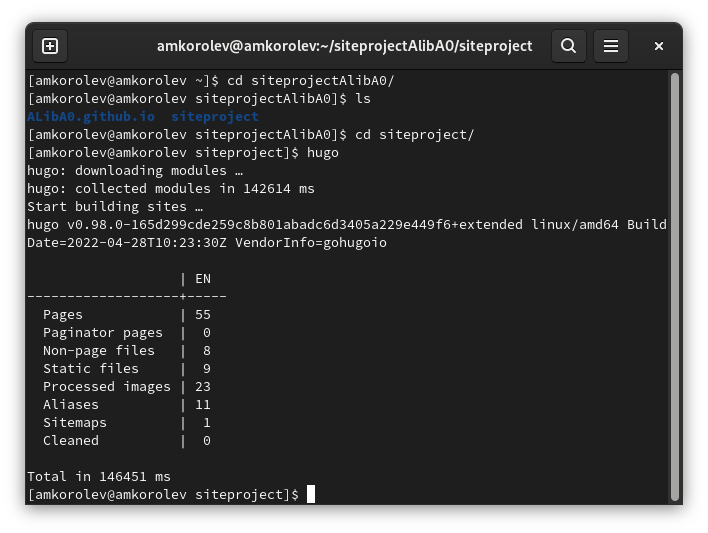 amkorolev@amkorolev:~/siteprojectAlibA0/siteproject
[amkorolev@amkorolev ~]$ cd siteprojectAlibA0/
[amkorolev@amkorolev siteprojectAlibA0]$ ls
ALibA0.github.io  siteproject
[amkorolev@amkorolev siteprojectAlibA0]$ cd siteproject/
[amkorolev@amkorolev siteproject]$ hugo
hugo: downloading modules …
hugo: collected modules in 142614 ms
Start building sites …
hugo v0.98.0-165d299cde259c8b801abadc6d3405a229e449f6+extended linux/amd64 Build
Date=2022-04-28T10:23:30Z VendorInfo=gohugoio
                   | EN
-------------------+-----
  Pages            | 55
  Paginator pages  |  0
  Non-page files   |  8
  Static files     |  9
  Processed images | 23
  Aliases          | 11
  Sitemaps         |  1
  Cleaned          |  0
Total in 146451 ms
[amkorolev@amkorolev siteproject]$